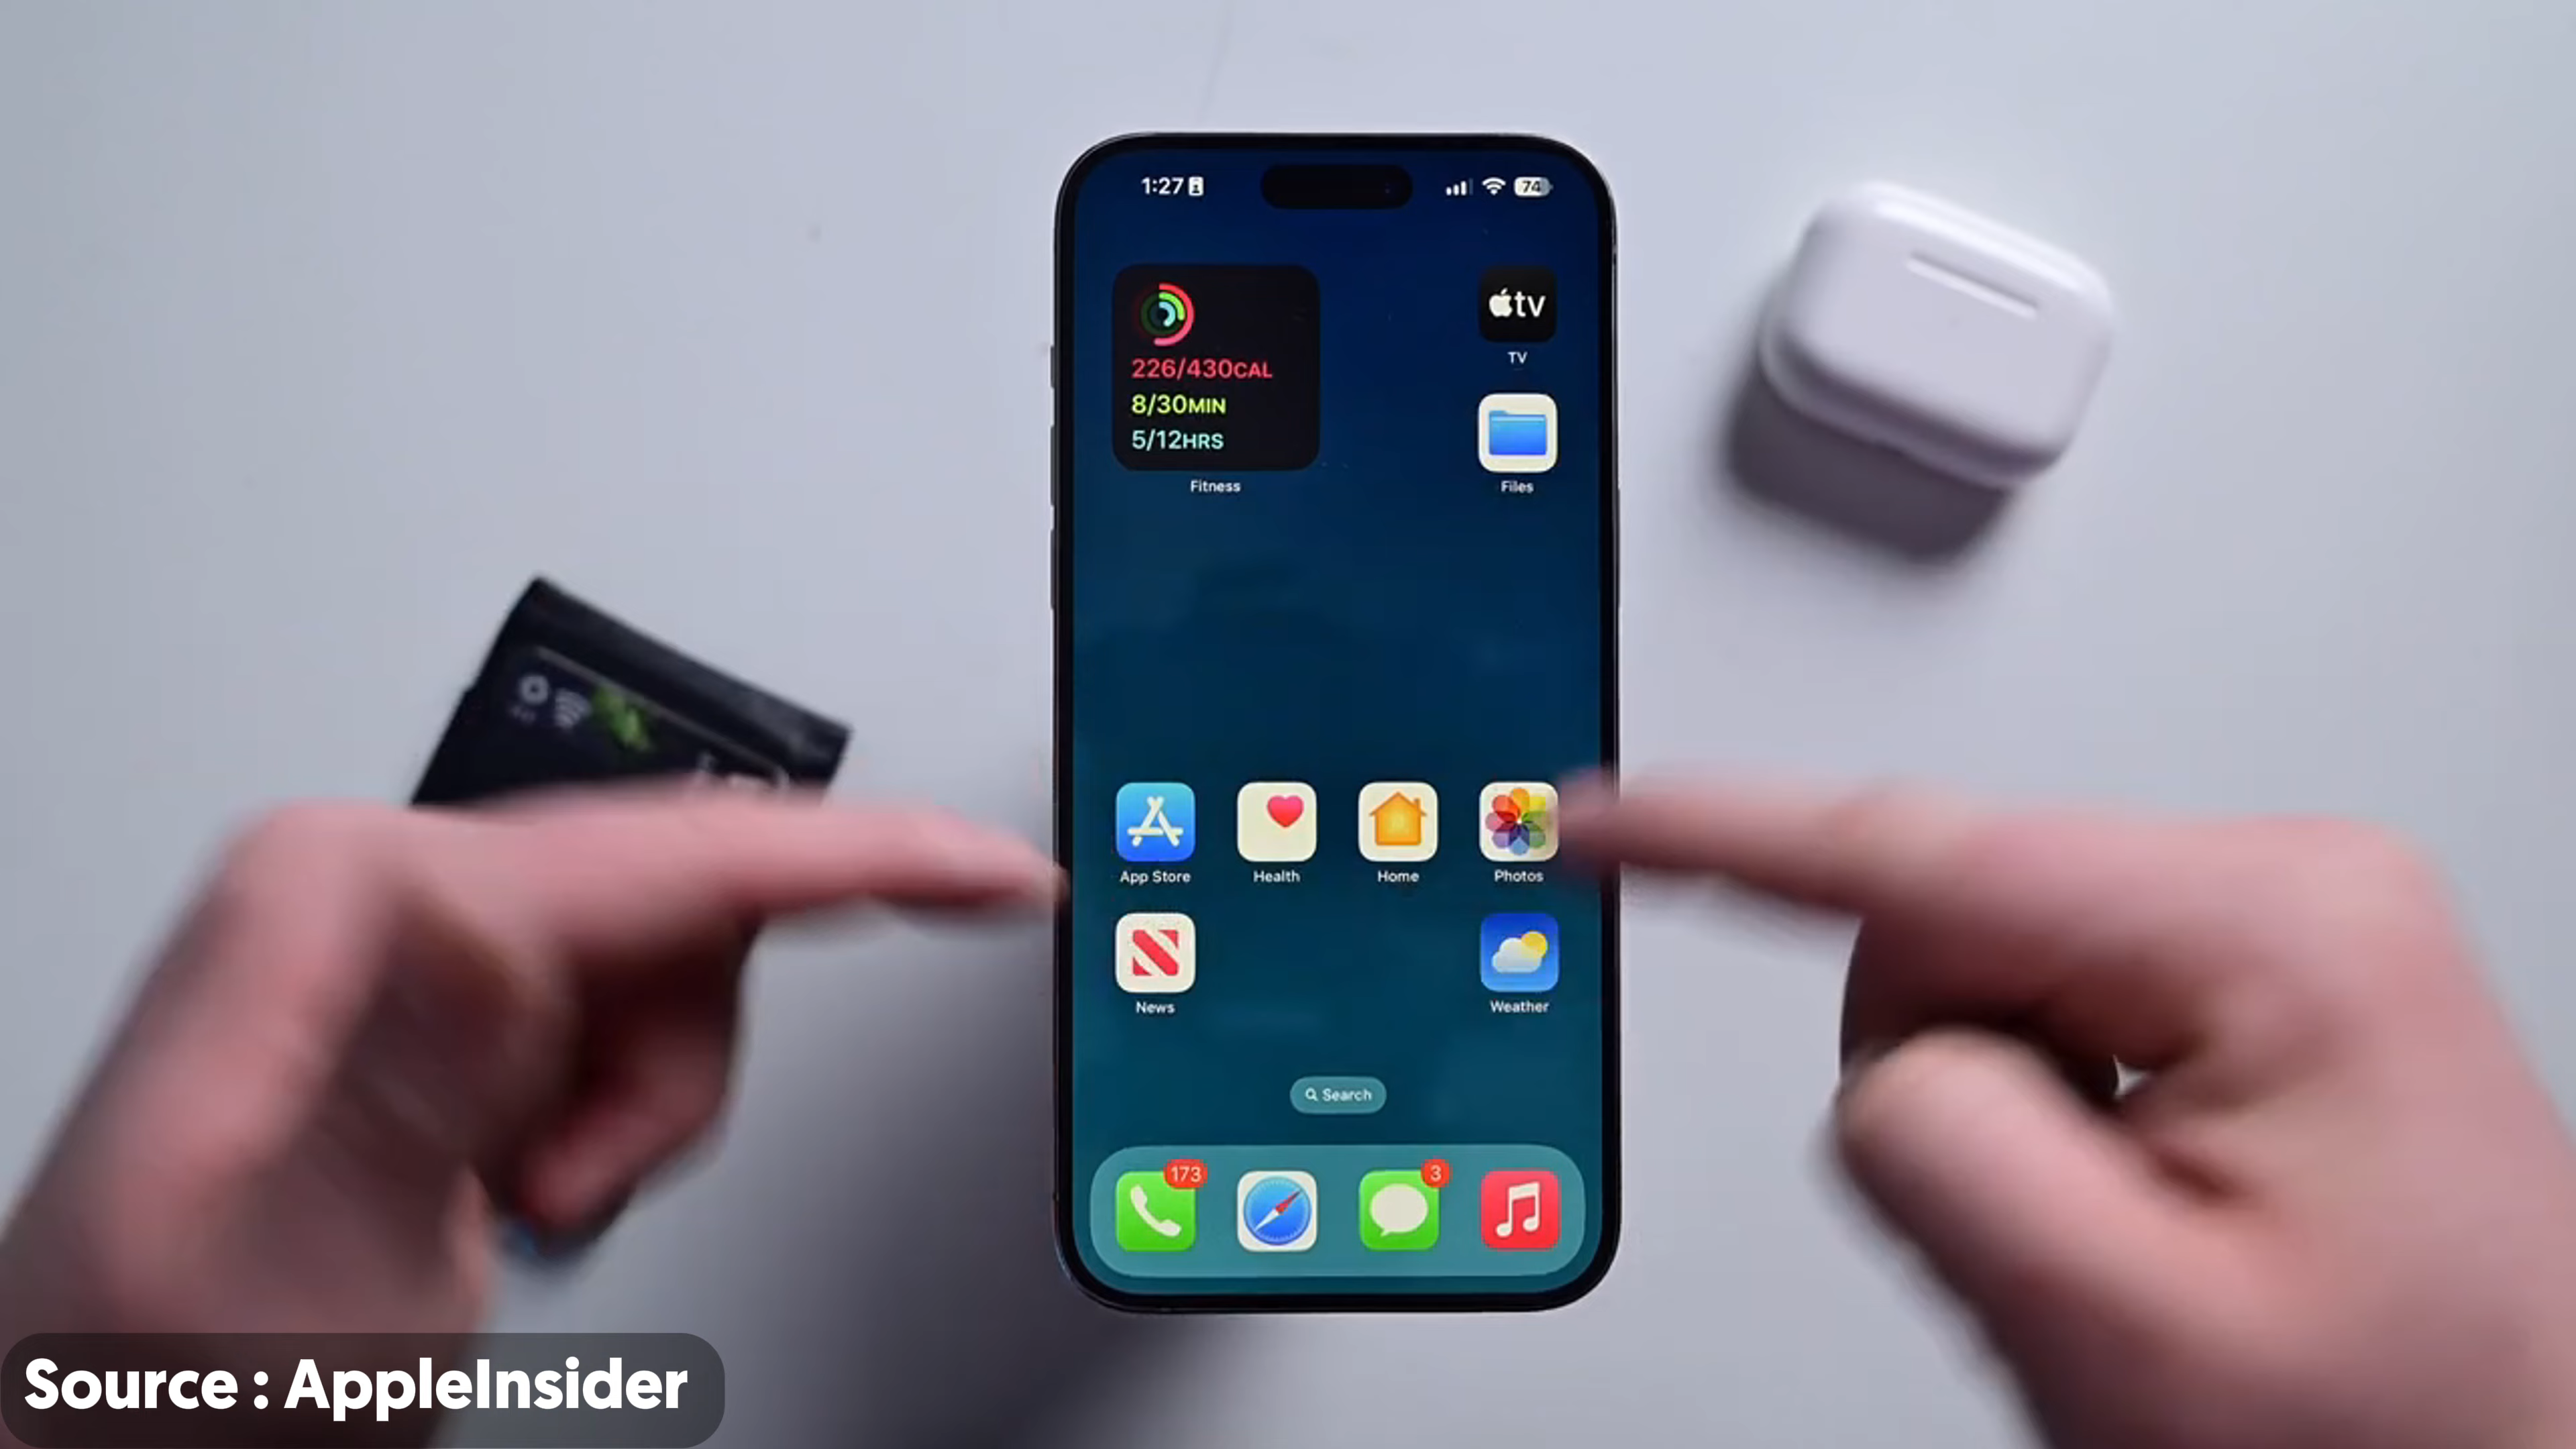 1:27
74
226/430CAL
8/30MIN
5/12HRS
Fitness
tv
TV
Files
App Store
Health
Home
Photos
News
Weather
Search
173
3
Source : AppleInsider